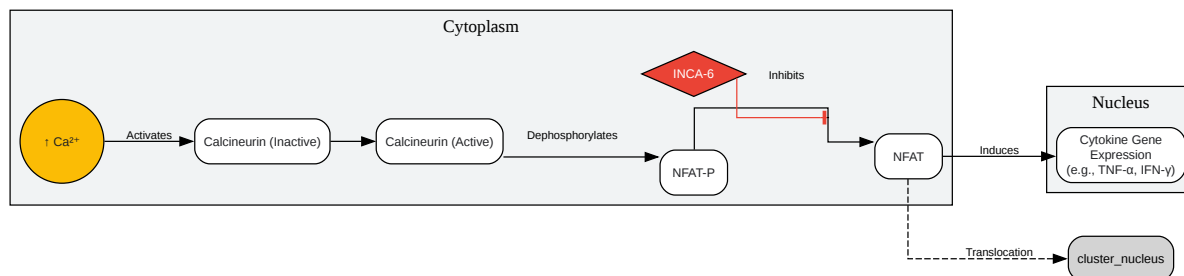 Cytoplasm
INCA-6
Inhibits
Nucleus
↑ Ca²⁺
Activates
Calcineurin (Inactive)
Calcineurin (Active)
Dephosphorylates
NFAT-P
NFAT
Induces
Cytokine Gene
Expression
(e.g., TNF-α, IFN-γ)
Translocation
cluster_nucleus